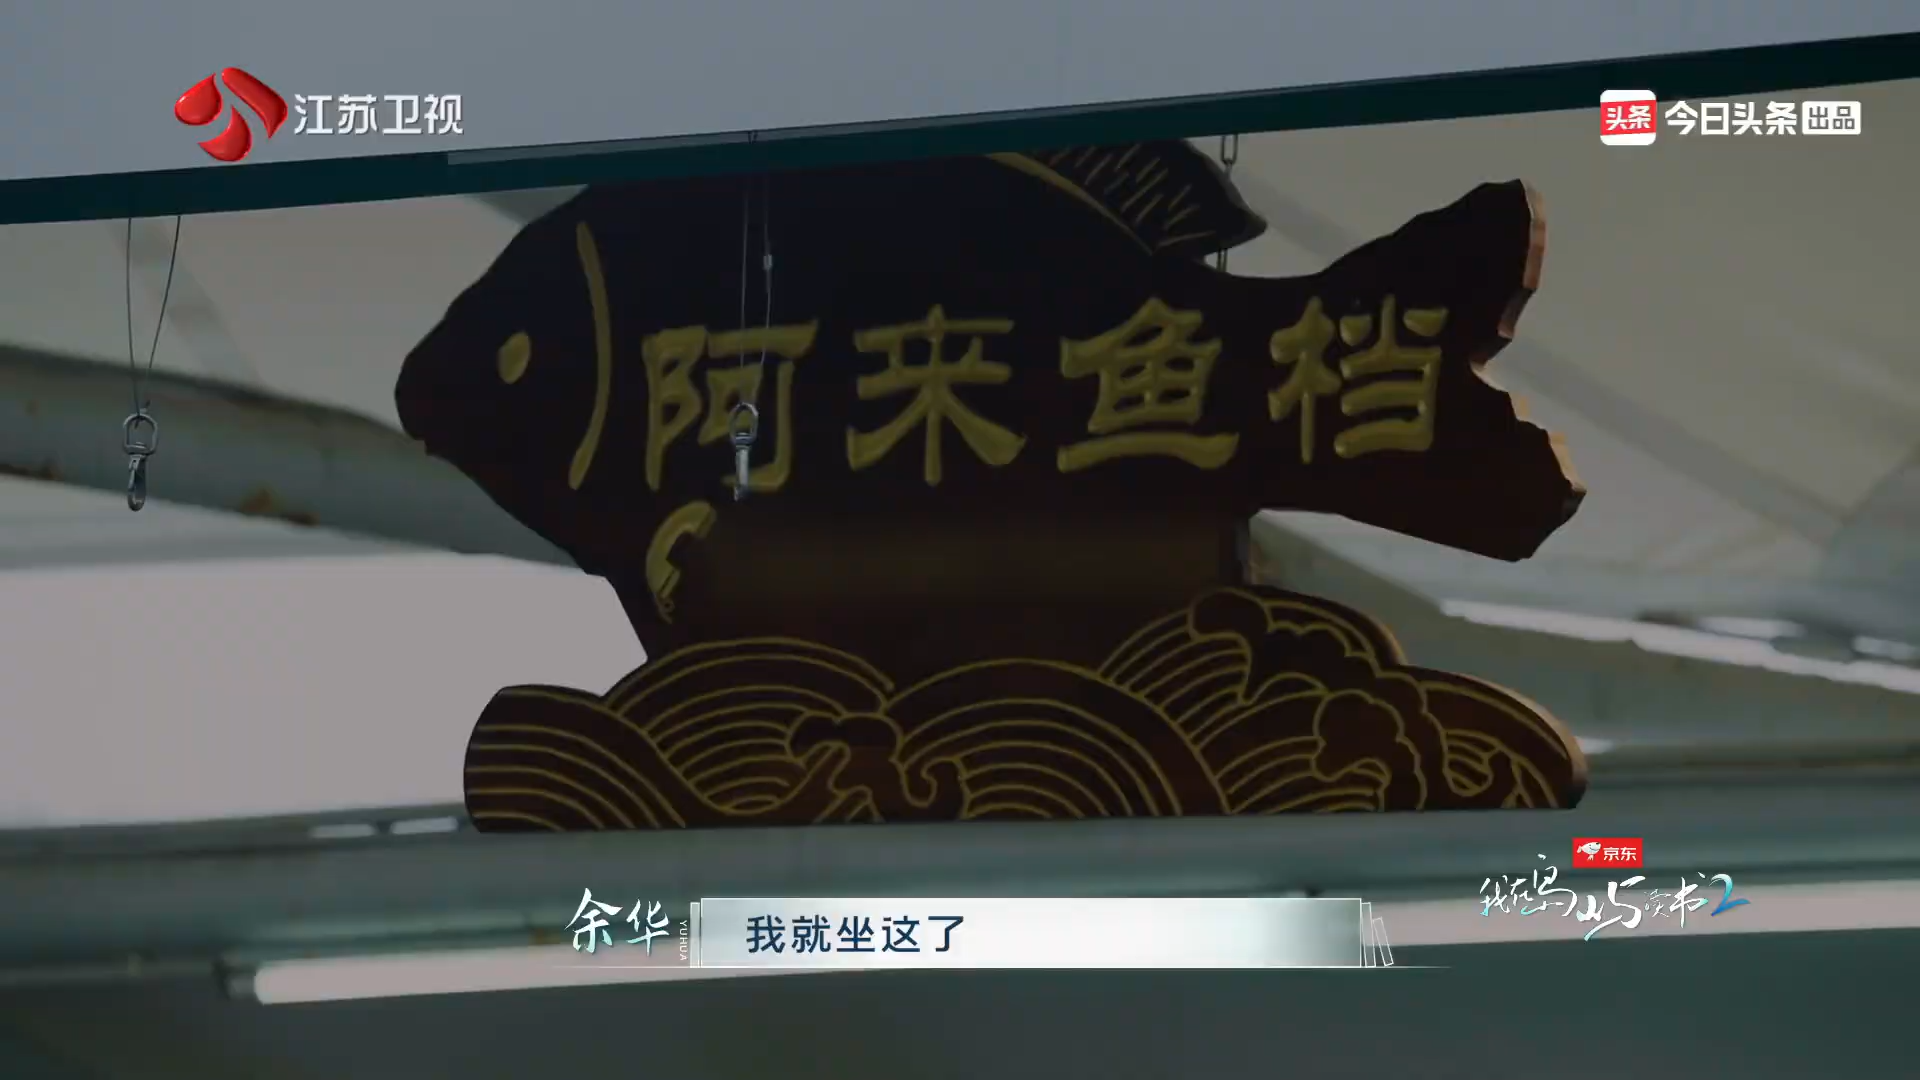 江苏卫视
头条 今日头条 出品
阿来鱼档
京东
我在岛屿读书2
余华 YUHUA 我就坐这了